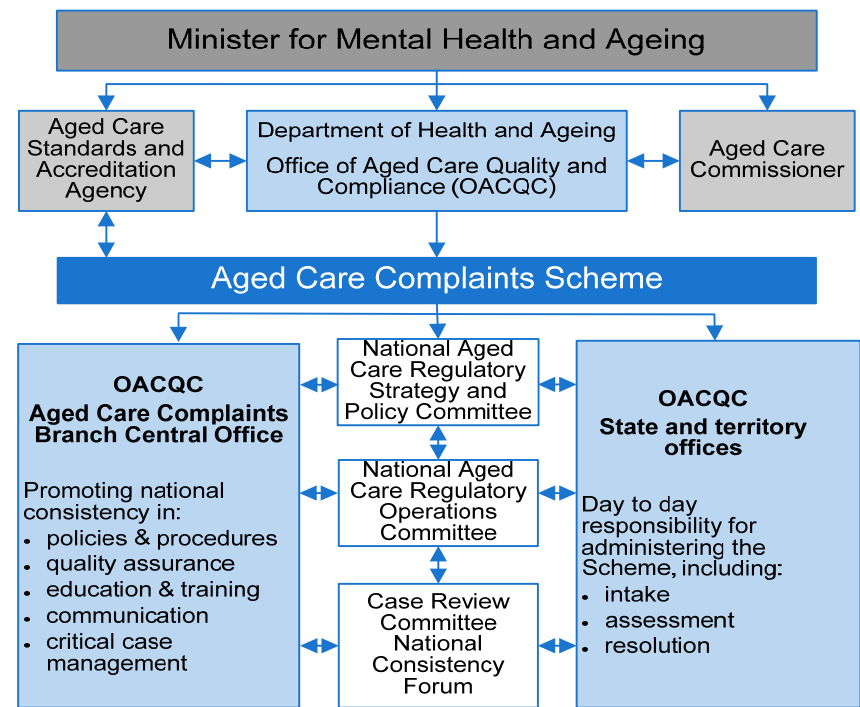 Minister for Mental Health and Ageing
Aged Care
Standards and
Accreditation
Agency
Department of Health and Ageing
Office of Aged Care Quality and
Compliance (OACQC)
Aged Care
Commissioner
Aged Care Complaints Scheme
OACQC
Aged Care Complaints
Branch Central Office
Promoting national
consistency in:
• policies & procedures
• quality assurance
• education & training
• communication
• critical case
management
National Aged
Care Regulatory
Strategy and
Policy Committee
National Aged
Care Regulatory
Operations
Committee
Case Review
Committee
National
Consistency
Forum
OACQC
State and territory
offices
Day to day
responsibility for
administering the
Scheme, including:
• intake
• assessment
• resolution